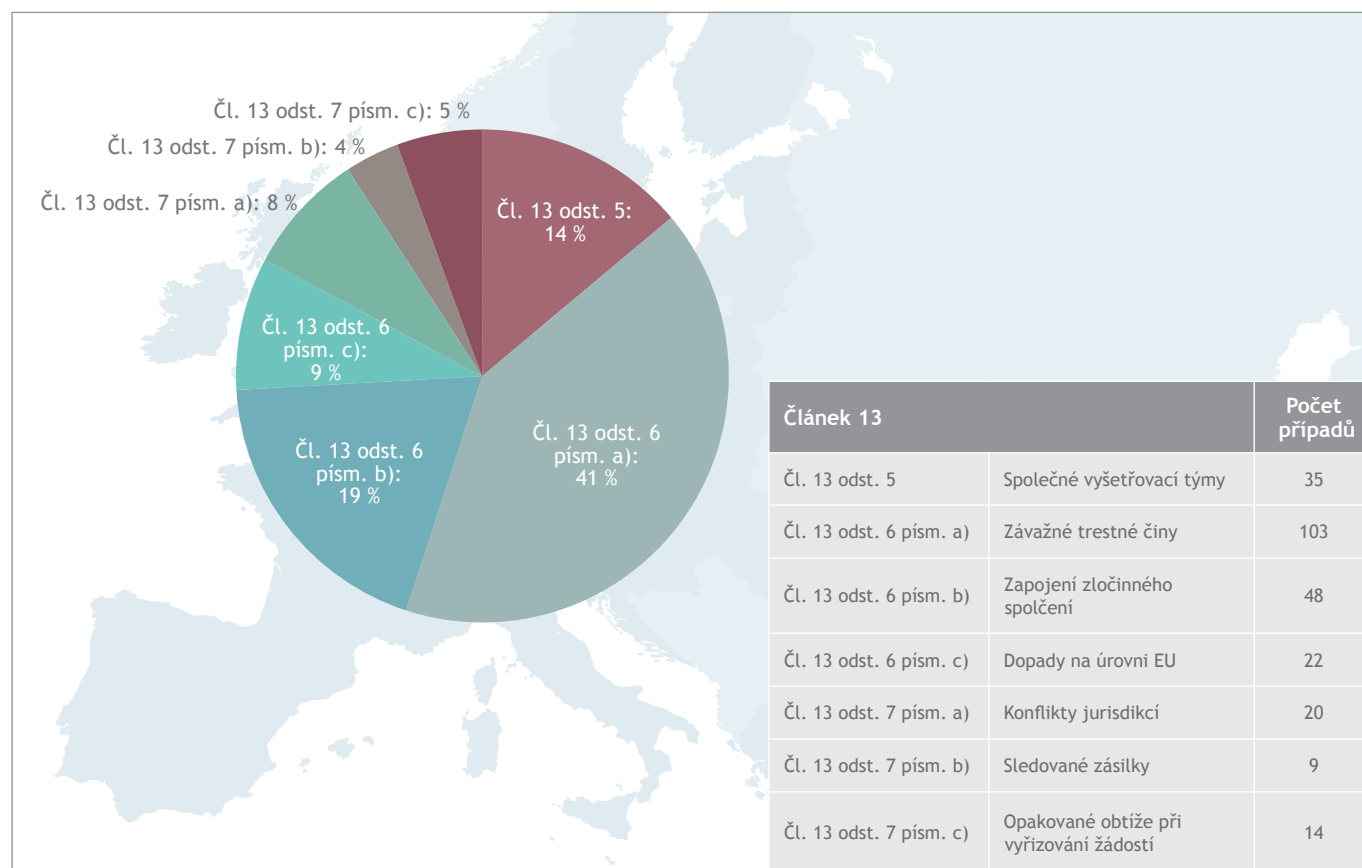 Čl. 13 odst. 7 písm. c): 5 %
Čl. 13 odst. 7 písm. b): 4 %
Čl. 13 odst. 7 písm. a): 8 %
Čl. 13 odst. 5:
14 %
Čl. 13 odst. 6
písm. c):
9 %
Čl. 13 odst. 6
písm. b):
19 %
Čl. 13 odst. 6
písm. a):
41 %
Článek 13 Počet
případů
Čl. 13 odst. 5 Společné vyšetřovací týmy 35
Čl. 13 odst. 6 písm. a) Závažné trestné činy 103
Čl. 13 odst. 6 písm. b) Zapojení zločinného
spolčení 48
Čl. 13 odst. 6 písm. c) Dopady na úrovni EU 22
Čl. 13 odst. 7 písm. a) Konflikty jurisdikcí 20
Čl. 13 odst. 7 písm. b) Sledované zásilky 9
Čl. 13 odst. 7 písm. c) Opakované obtíže při
vyřizování žádostí 14